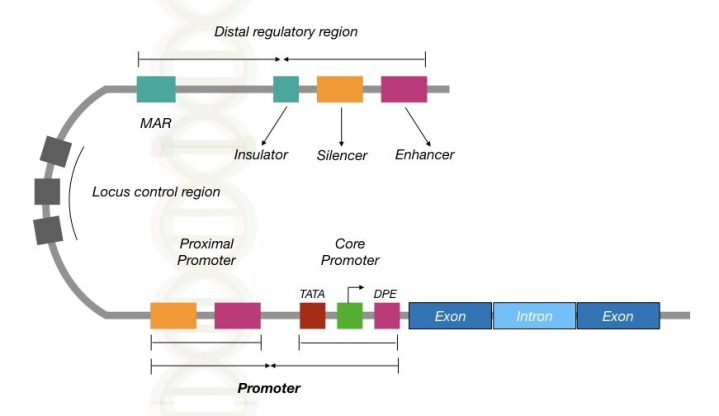 Distal regulatory region
MAR
Insulator
Silencer
Enhancer
Locus control region
Proximal
Promoter
Core
Promoter
TATA
DPE
Exon
Intron
Exon
Promoter